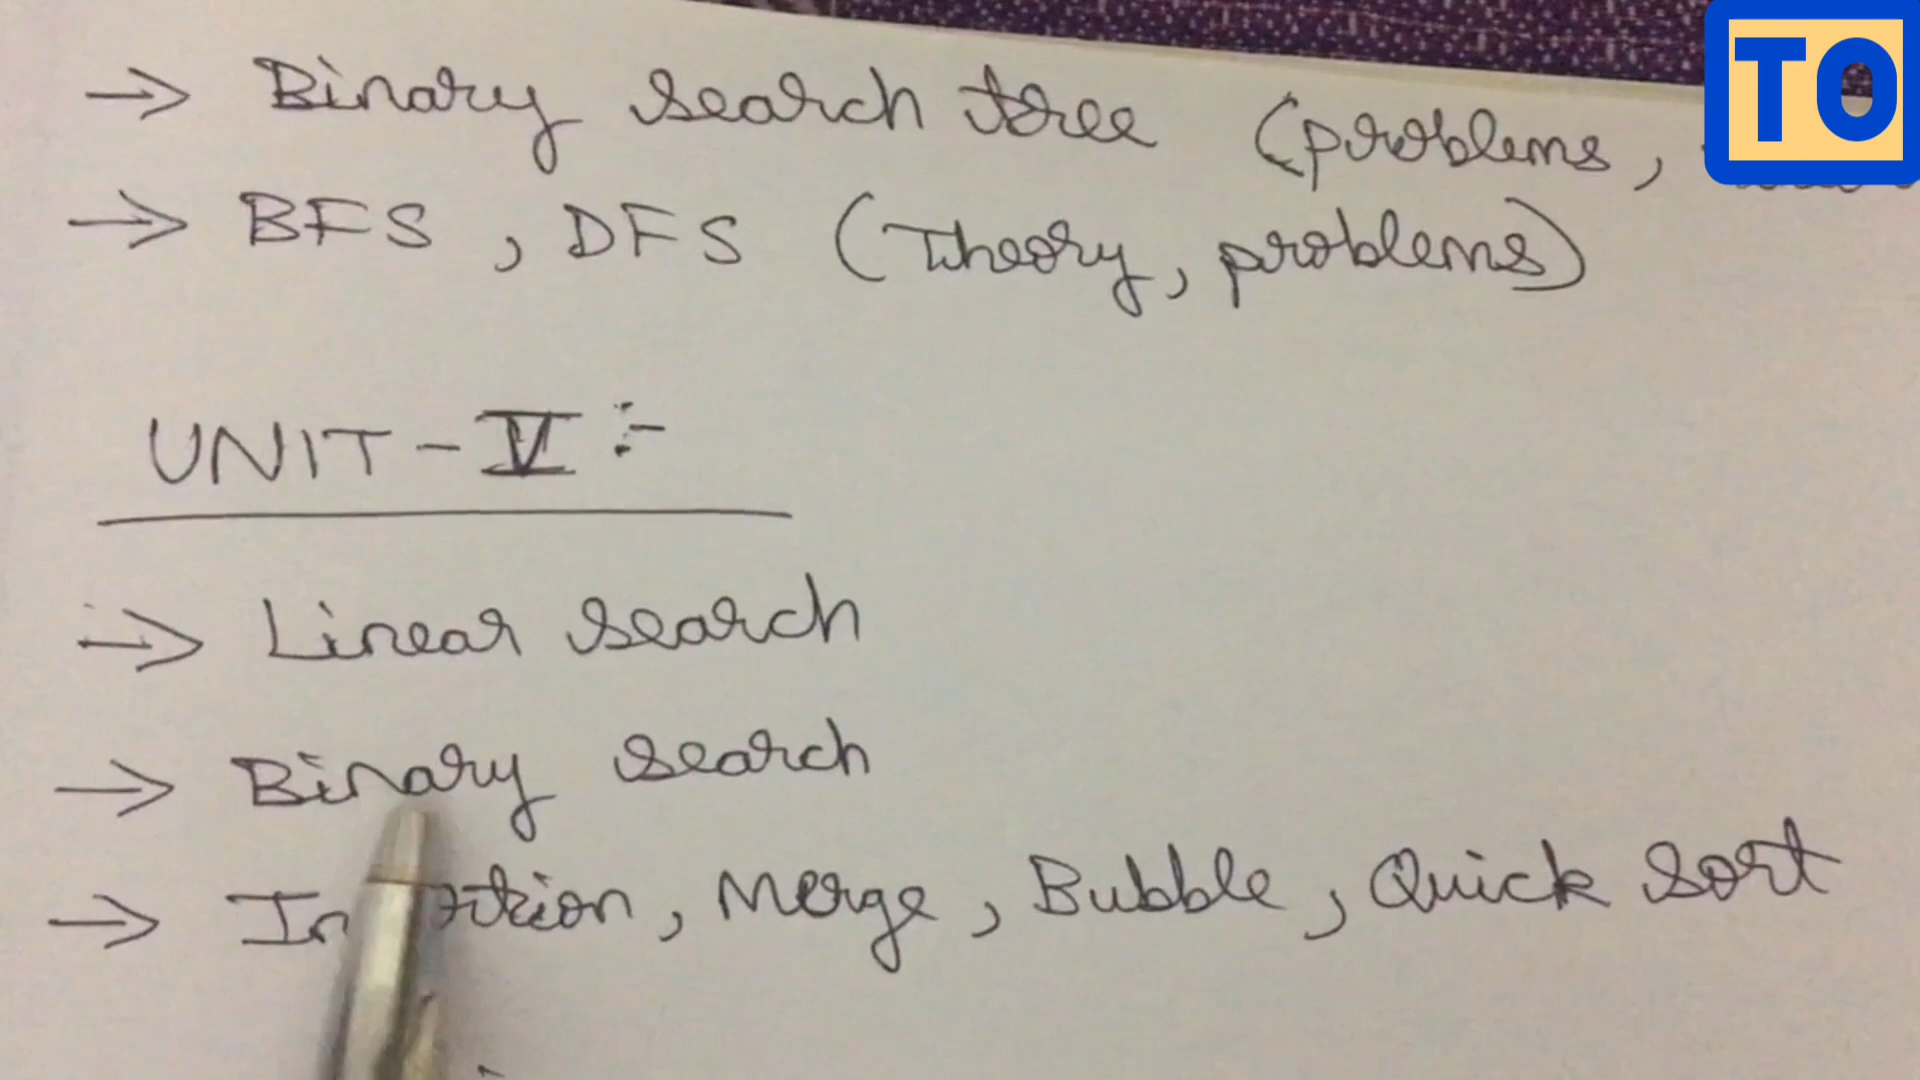 → Binary search tree (problems,
TO
→ BFS, DFS (Theory, problems)
UNIT-V :-
→ Linear search
→ Binary search
→ Merge, Bubble, Quick sort